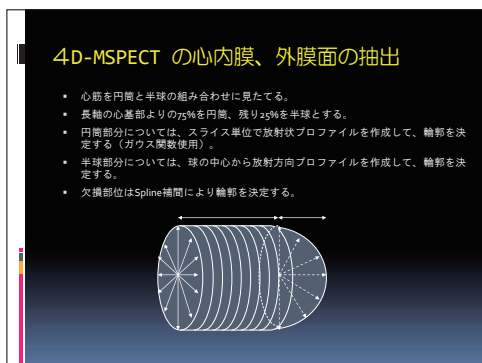 4D-MSPECT の心内膜、外膜面の抽出
▪ 心筋を円筒と半球の組み合わせに見たてる。
▪ 長軸の心基部よりの75%を円筒、残り25%を半球とする。
▪ 円筒部分については、スライス単位で放射状プロファイルを作成して、輪郭を決
定する（ガウス関数使用）。
▪ 半球部分については、球の中心から放射方向プロファイルを作成して、輪郭を決
定する。
▪ 欠損部位はSpline補間により輪郭を決定する。